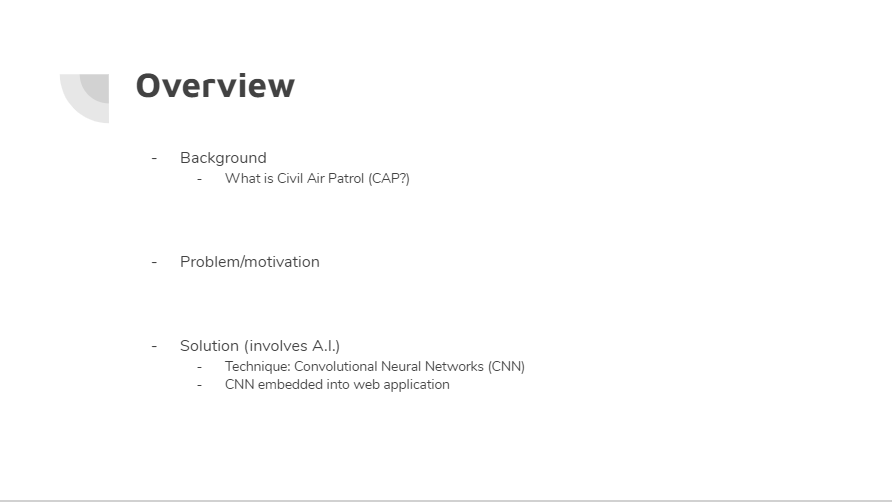 Overview
- Background
- What is Civil Air Patrol (CAP?)
- Problem/motivation
- Solution (involves A.I.)
- Technique: Convolutional Neural Networks (CNN)
- CNN embedded into web application